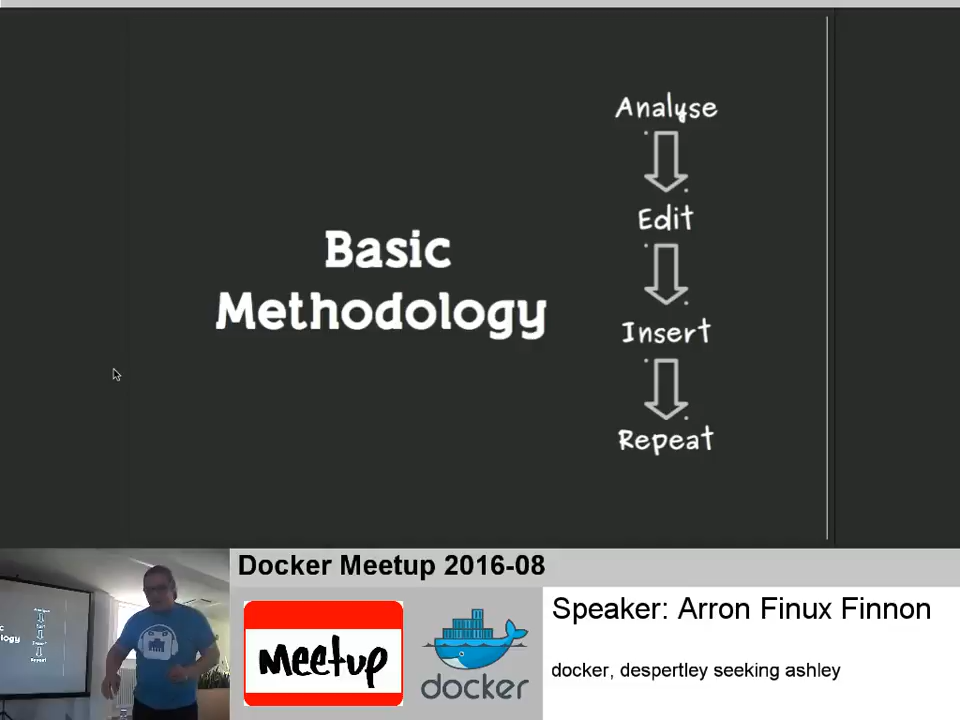 Basic
Methodology
Analyse
Edit
Insert
Repeat
Docker Meetup 2016-08
Meetup
docker
Speaker: Arron Finux Finnon
docker, despertley seeking ashley